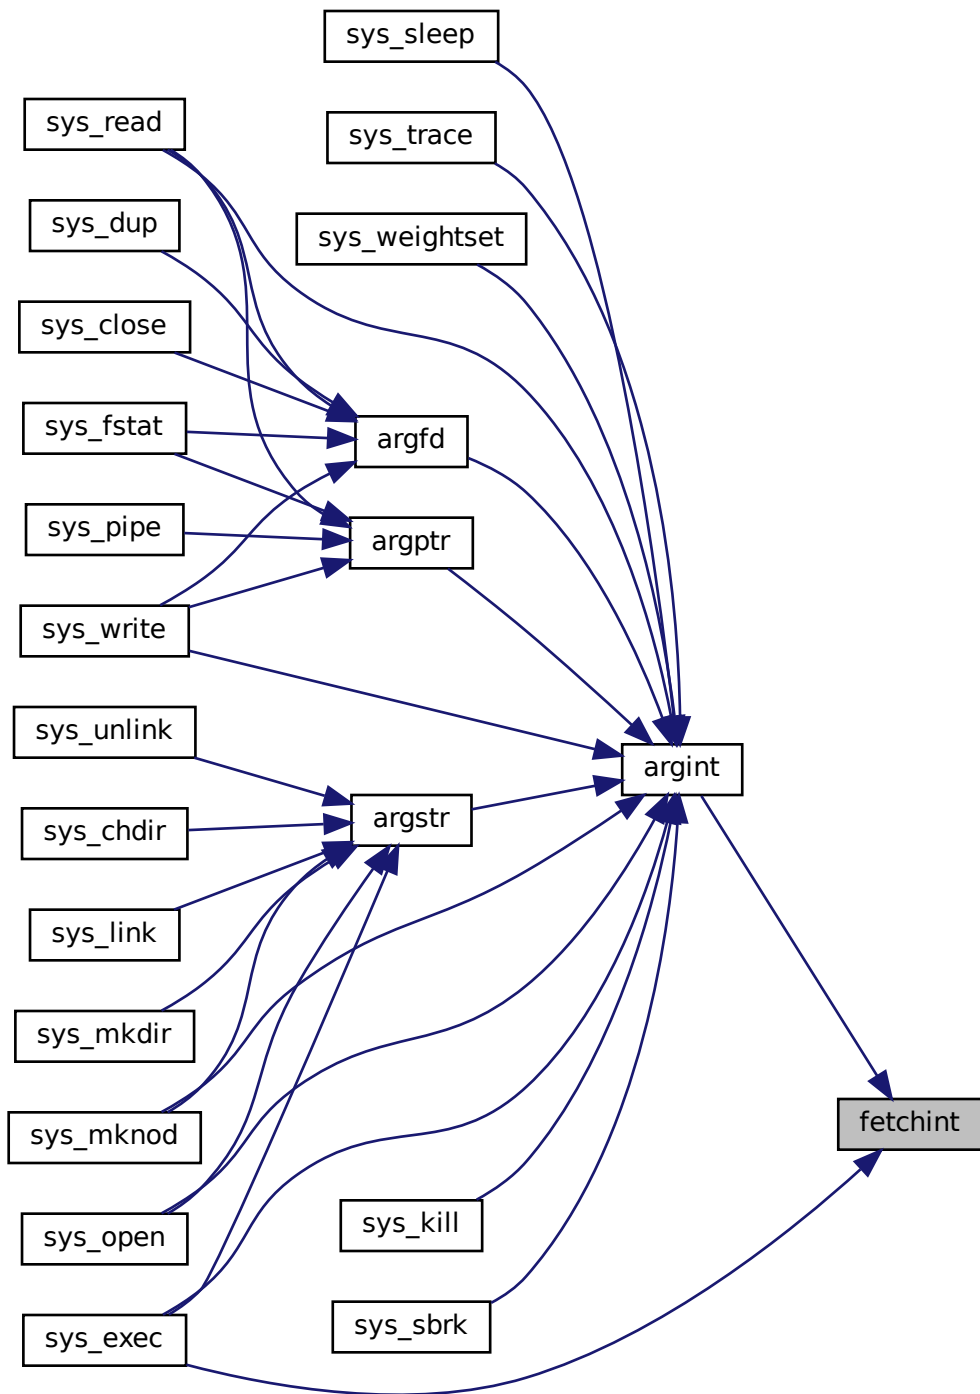 sys_sleep
sys_read
sys_trace
sys_dup
sys_weightset
sys_close
sys_fstat
argfd
sys_pipe
argptr
sys_write
sys_unlink
argint
sys_chdir
argstr
sys_link
sys_mkdir
sys_mknod
fetchint
sys_open
sys_kill
sys_exec
sys_sbrk